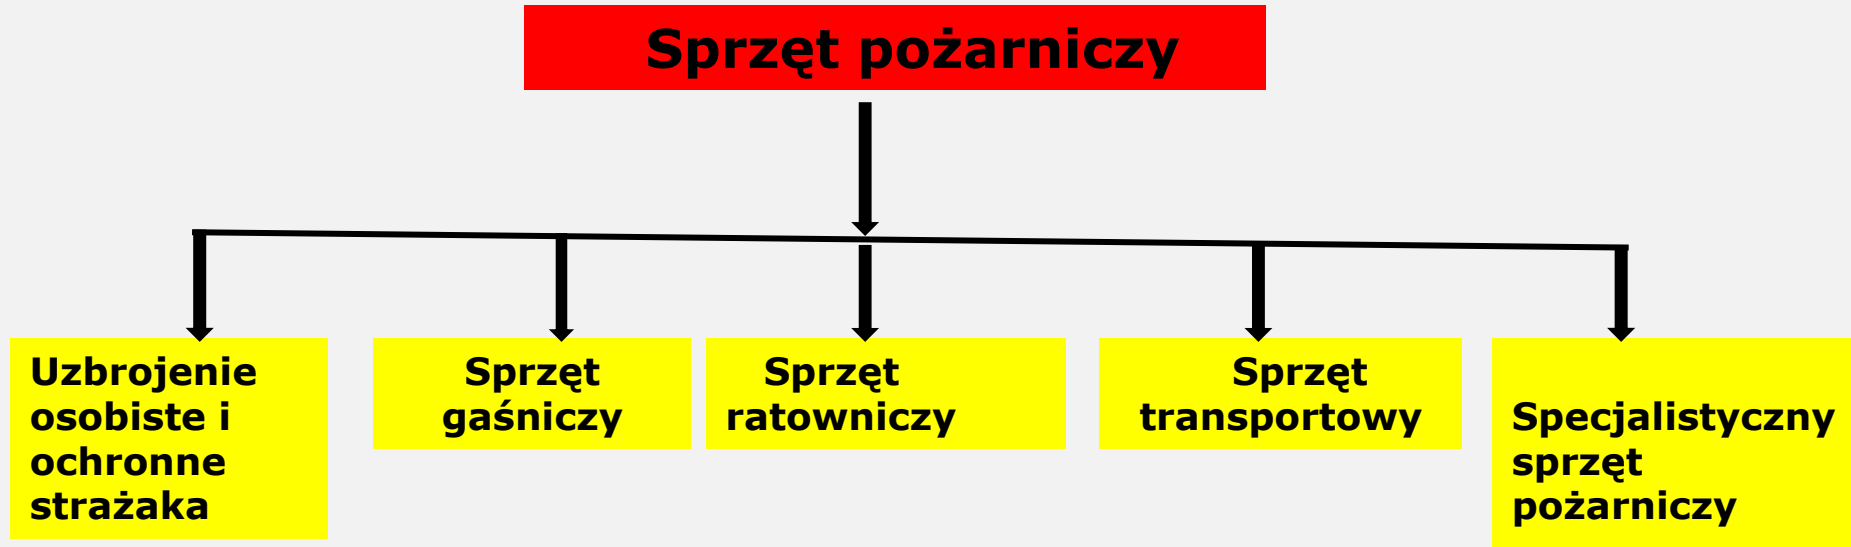 Sprzęt pożarniczy
Uzbrojenie
osobiste i
ochronne
strażaka
Sprzęt
gaśniczy
Sprzęt
ratowniczy
Sprzęt
transportowy
Specjalistyczny
sprzęt
pożarniczy